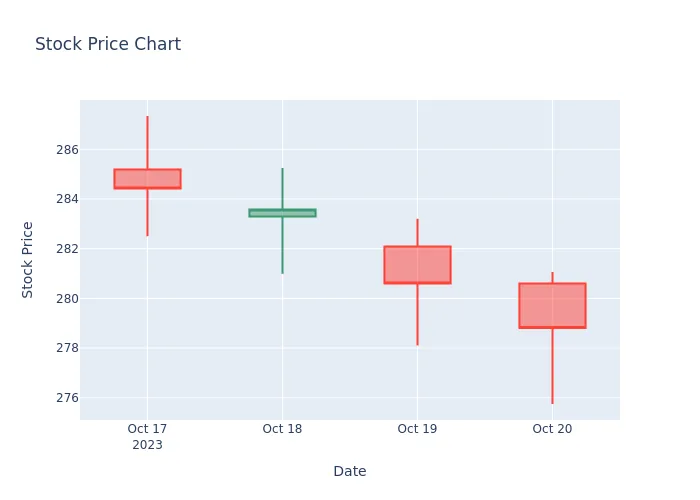 Stock Price Chart
Stock Price
286
284
282
280
278
276
Oct 17
2023
Oct 18
Oct 19
Oct 20
Date